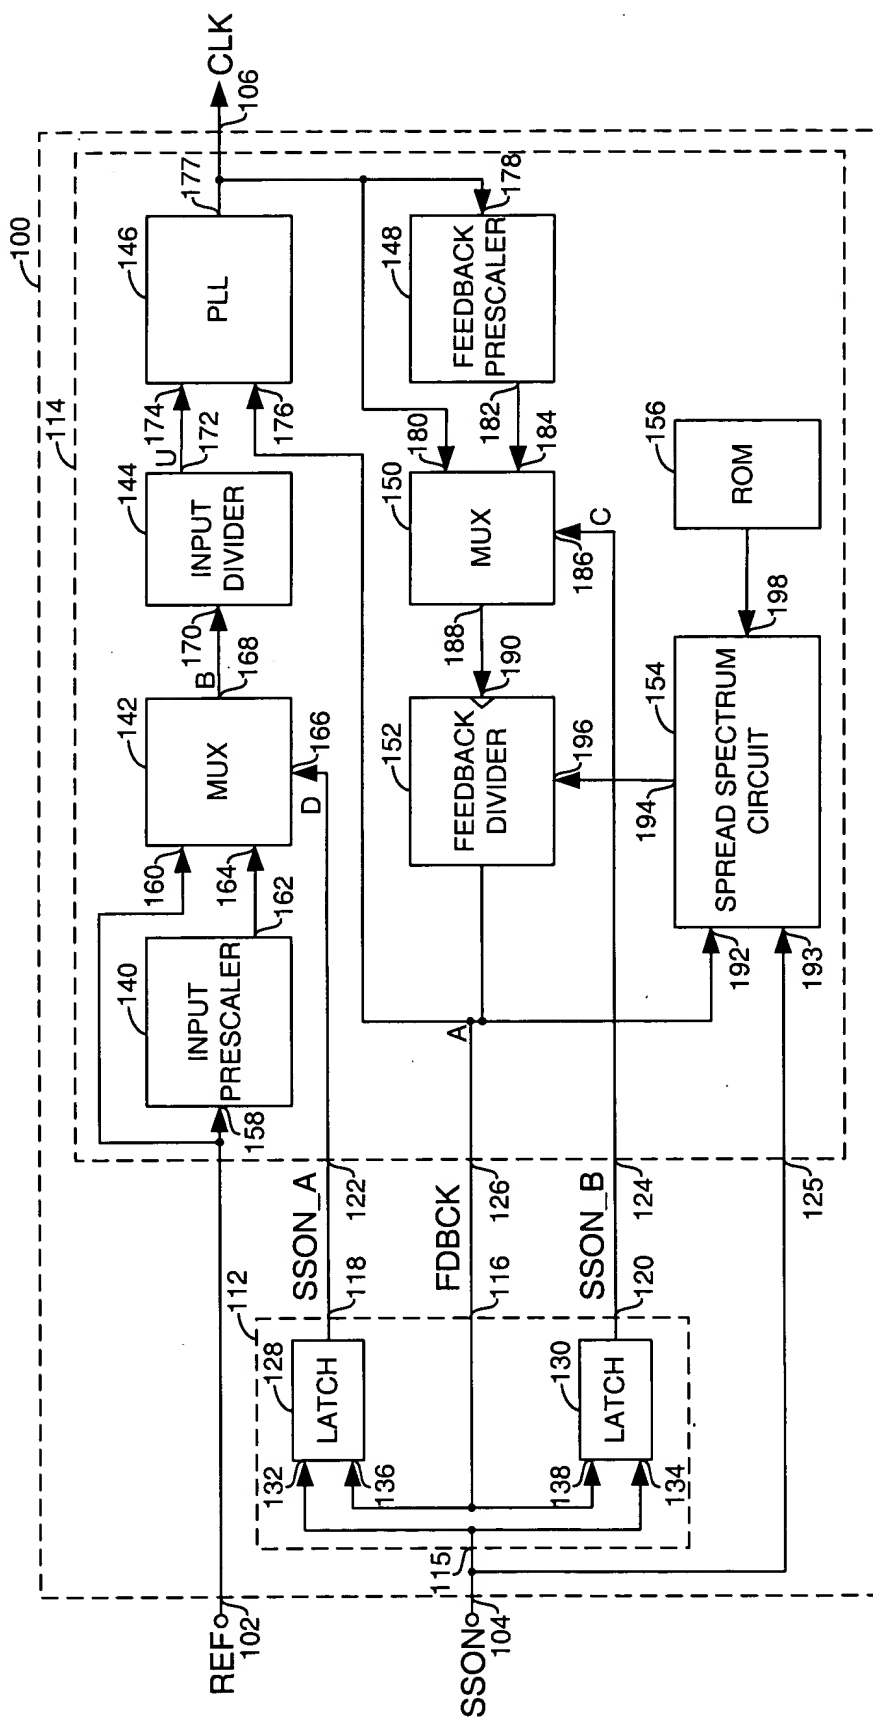 100
114
REF
102
158
140
INPUT
PRESCALER
160
164
162
142
MUX
166
D
B
168
170
144
INPUT
DIVIDER
U
172
174
176
146
PLL
177
106
CLK
112
128
LATCH
132
136
118
SSON_A
122
116
FDBCK
126
A
152
FEEDBACK
DIVIDER
196
190
188
150
MUX
186
C
180
184
182
148
FEEDBACK
PRESCALER
178
SSON
104
115
138
134
130
LATCH
120
SSON_B
124
125
192
193
154
SPREAD SPECTRUM
CIRCUIT
194
198
156
ROM